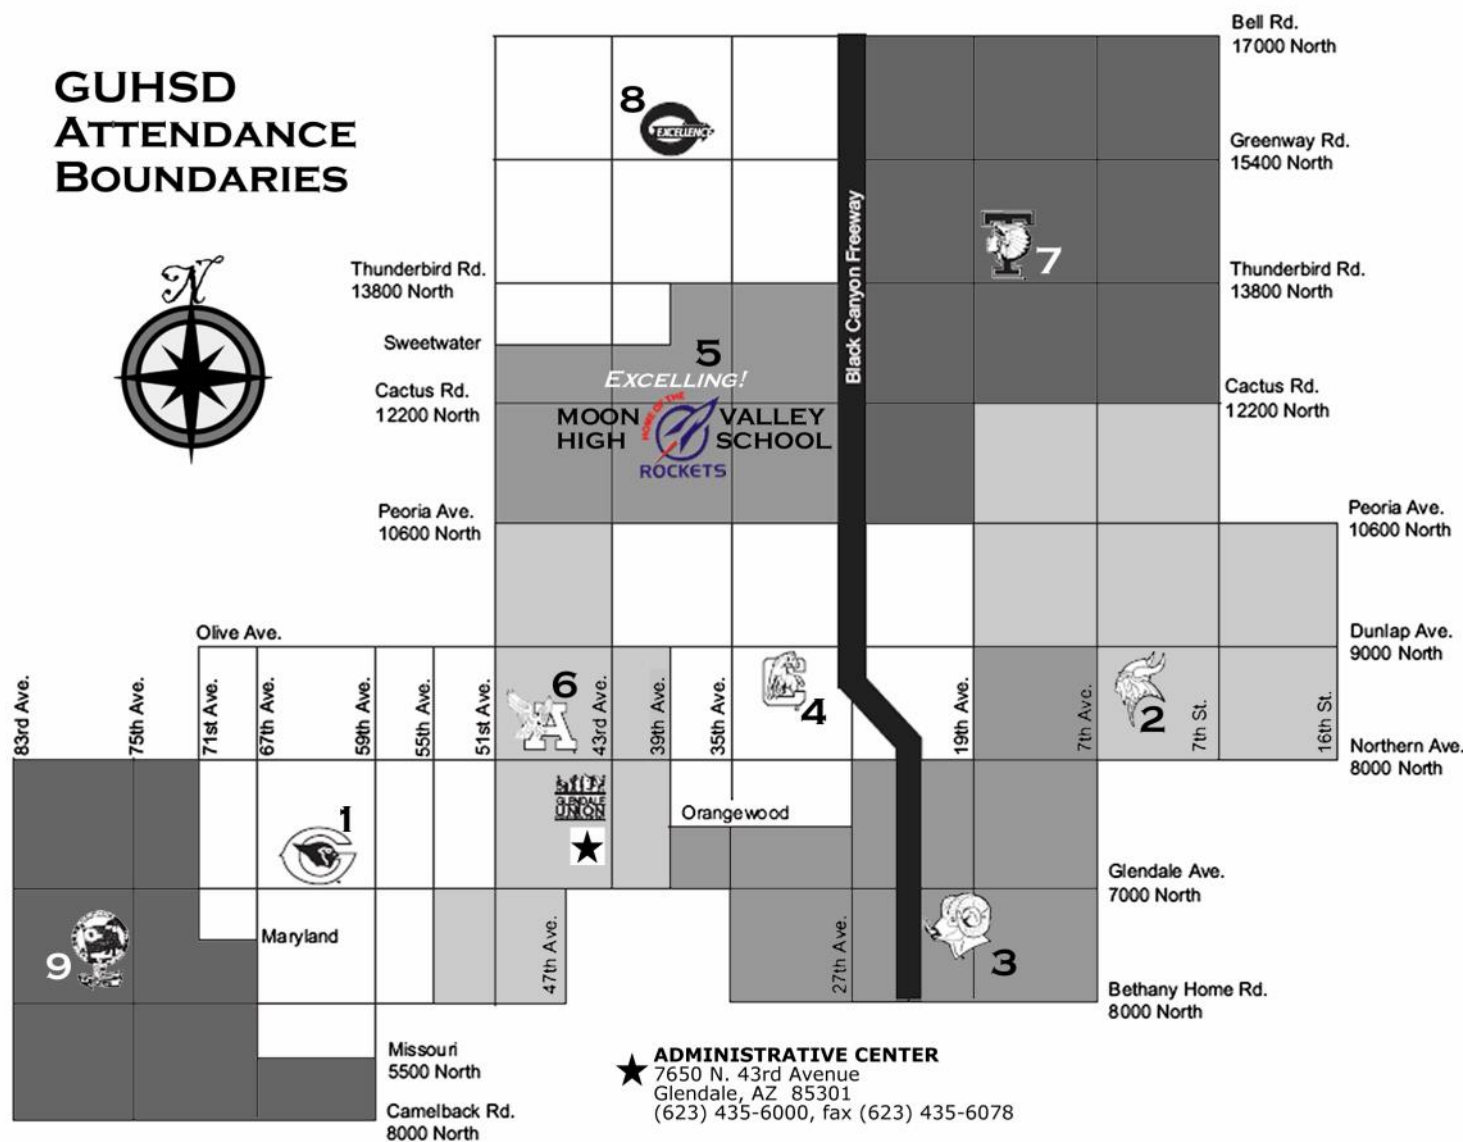 GUHSD
ATTENDANCE
BOUNDARIES
N
Bell Rd.
17000 North
8
EXCELLENCE
Greenway Rd.
15400 North
Black Canyon Freeway
T
7
Thunderbird Rd.
13800 North
Thunderbird Rd.
13800 North
Sweetwater
5
EXCELLING!
Cactus Rd.
12200 North
Cactus Rd.
12200 North
HOME OF THE
MOON VALLEY
HIGH SCHOOL
ROCKETS
Peoria Ave.
10600 North
Peoria Ave.
10600 North
Olive Ave.
Dunlap Ave.
9000 North
83rd Ave.
75th Ave.
71st Ave.
67th Ave.
59th Ave.
55th Ave.
51st Ave.
6
A
43rd Ave.
39th Ave.
35th Ave.
C
4
19th Ave.
7th Ave.
2
7th St.
16th St.
Northern Ave.
8000 North
GLENDALE
UNION
Orangewood
1
C
Glendale Ave.
7000 North
Maryland
9
47th Ave.
27th Ave.
3
Bethany Home Rd.
8000 North
Missouri
5500 North
Camelback Rd.
8000 North
ADMINISTRATIVE CENTER
7650 N. 43rd Avenue
Glendale, AZ 85301
(623) 435-6000, fax (623) 435-6078